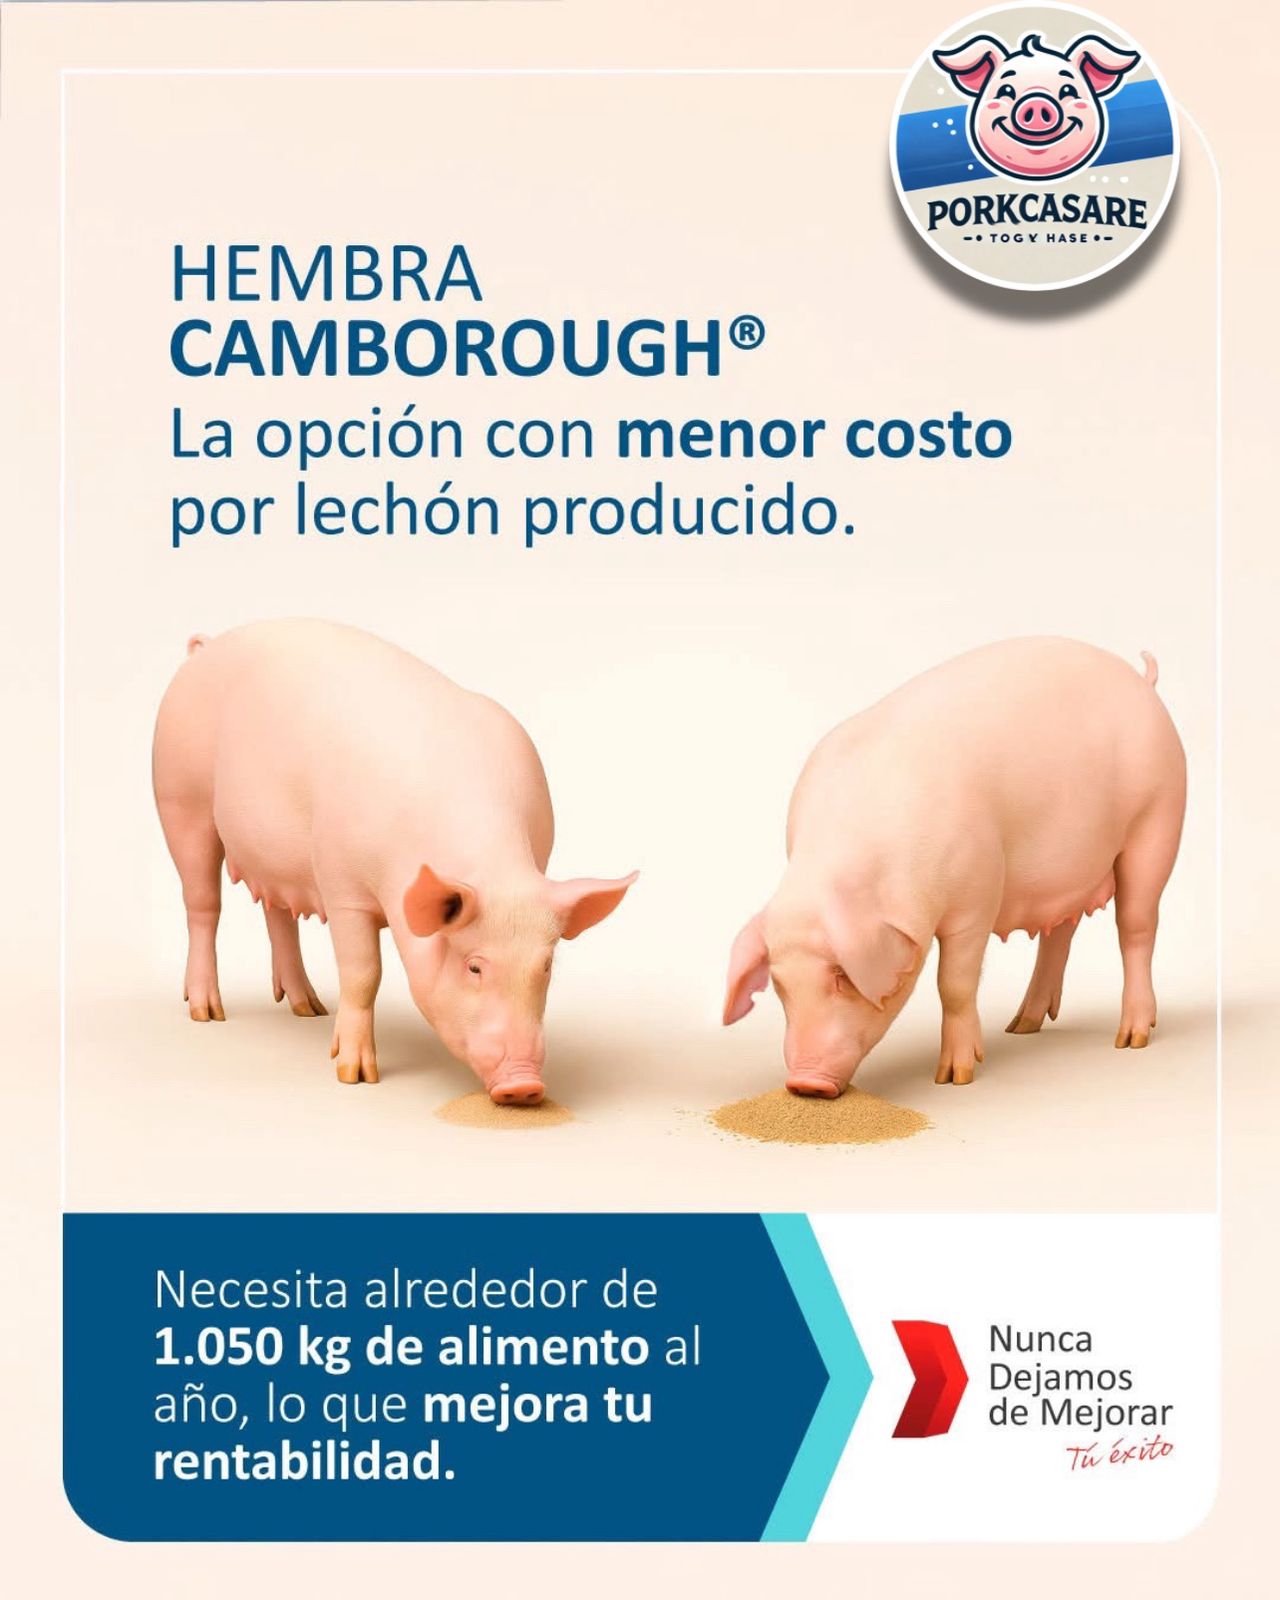 PORKCASARE
TOGY HASE
HEMBRA
CAMBOROUGH®
La opción con menor costo
por lechón producido.
Necesita alrededor de
1.050 kg de alimento al
año, lo que mejora tu
rentabilidad.
Nunca
Dejamos
de Mejorar
Tú éxito